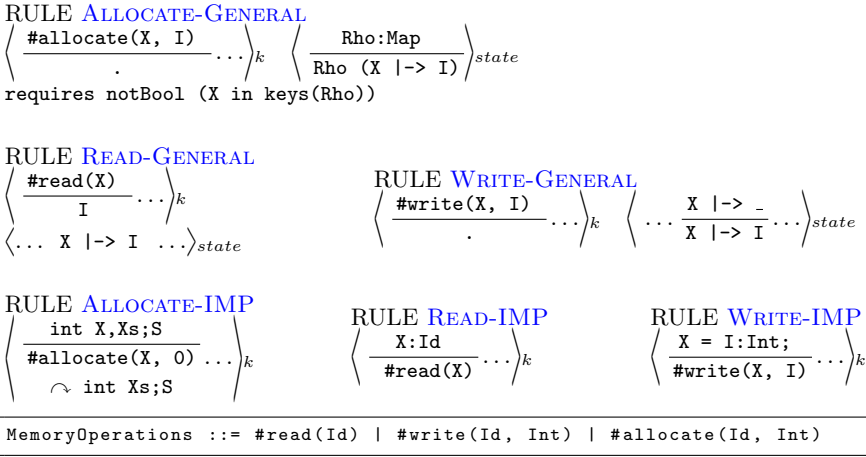 RULE ALLOCATE-GENERAL
⟨ #allocate(X, I) ...⟩k ⟨ Rho:Map ⟩state
. Rho (X |-> I)
requires notBool (X in keys(Rho))
RULE READ-GENERAL
⟨ #read(X) ...⟩k
I
⟨... X |-> I ...⟩state
RULE WRITE-GENERAL
⟨ #write(X, I) ...⟩k ⟨... X |-> _ ...⟩state
. X |-> I
RULE ALLOCATE-IMP
⟨ int X,Xs;S ...⟩k
#allocate(X, 0)
↷ int Xs;S
RULE READ-IMP
⟨ X:Id ...⟩k
#read(X)
RULE WRITE-IMP
⟨ X = I:Int; ...⟩k
#write(X, I)
MemoryOperations ::= #read(Id) | #write(Id, Int) | #allocate(Id, Int)